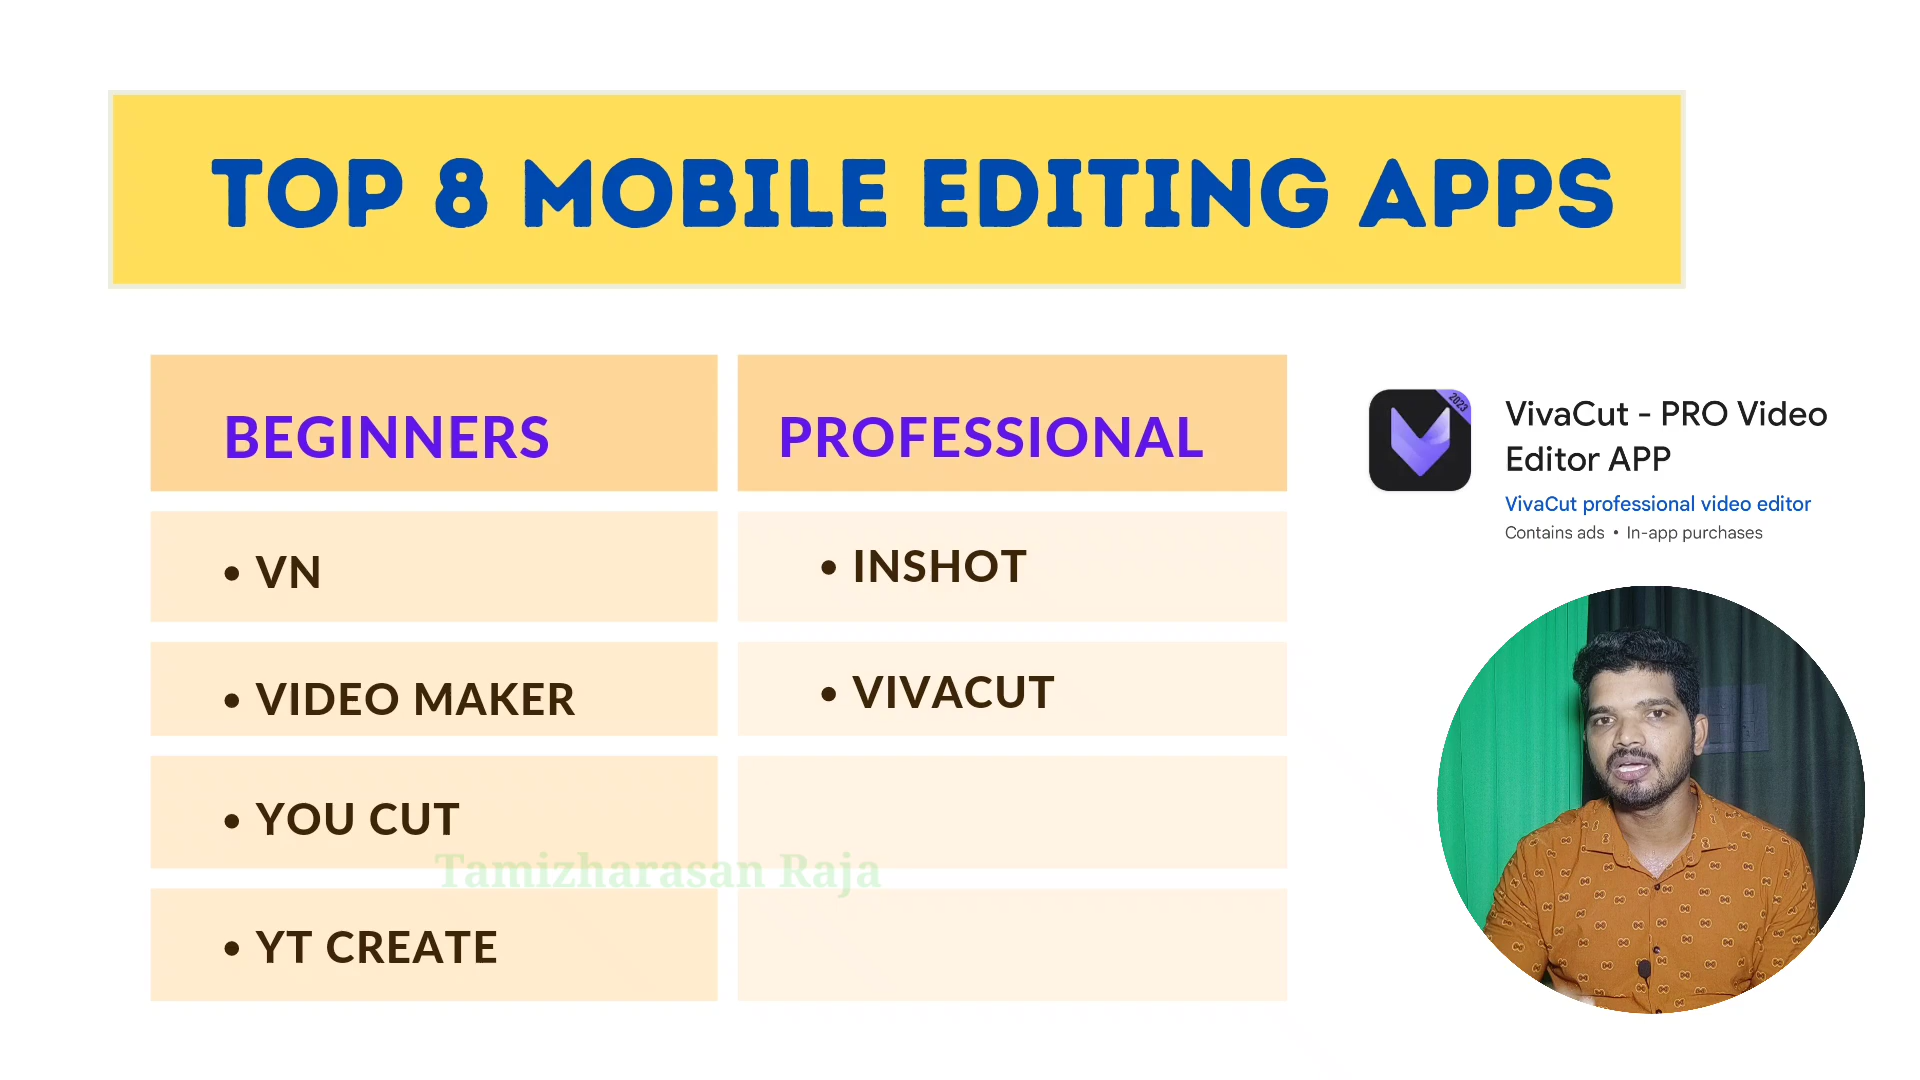 TOP 8 MOBILE EDITING APPS
BEGINNERS
PROFESSIONAL
• VN
• INSHOT
• VIDEO MAKER
• VIVACUT
• YOU CUT
• YT CREATE
Tamizharasan Raja
2023
VivaCut - PRO Video
Editor APP
VivaCut professional video editor
Contains ads • In-app purchases